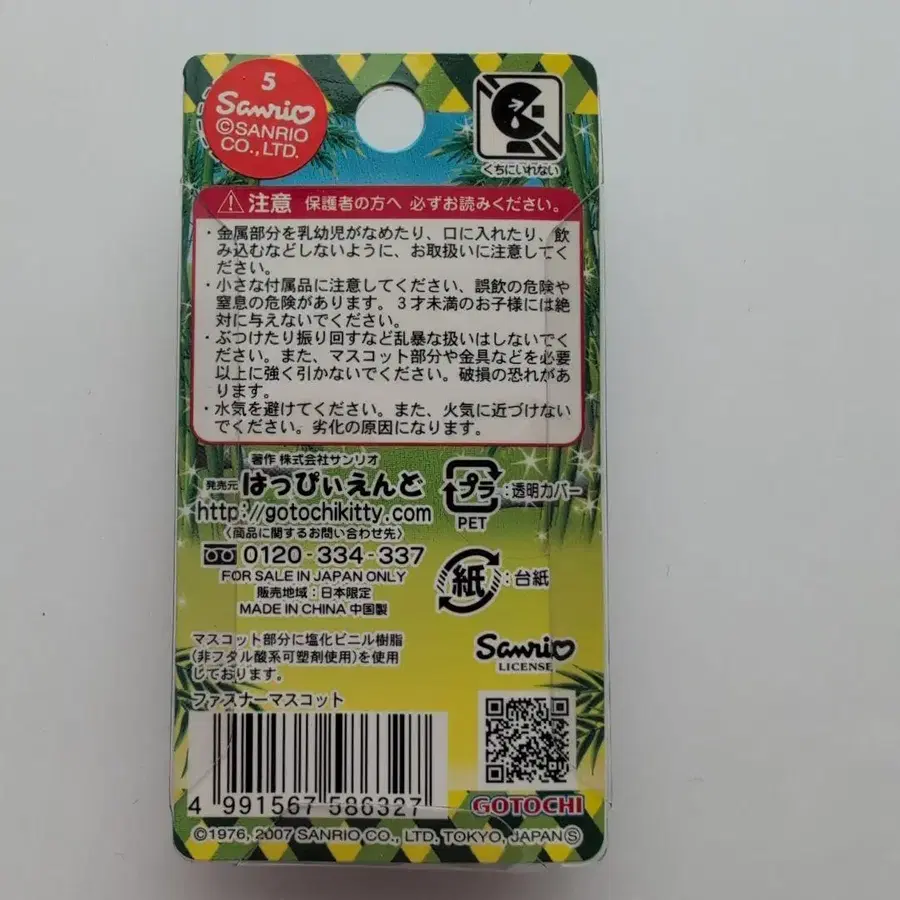 5
Sanrio
©SANRIO
CO., LTD.
くちにいれない
注意 保護者の方へ 必ずお読みください。
・金属部分を乳幼児がなめたり、口に入れたり、飲
み込むなどしないように、お取扱いに注意してく
ださい。
・小さな付属品に注意してください、誤飲の危険や
窒息の危険があります。3才未満のお子様には絶
対に与えないでください。
・ぶつけたり振り回すなど乱暴な扱いはしないでく
ださい。また、マスコット部分や金具などを必要
以上に強く引かないでください。破損の恐れがあ
ります。
・水気を避けてください。また、火気に近づけない
でください。劣化の原因になります。
著作 株式会社サンリオ
発売元 はっぴぃえんど
http://gotochikitty.com
〈商品に関するお問い合わせ先〉
0120-334-337
FOR SALE IN JAPAN ONLY
販売地域:日本限定
MADE IN CHINA 中国製
プラ:透明カバー
PET
紙:台紙
マスコット部分に塩化ビニル樹脂
(非フタル酸系可塑剤使用)を使用
しております。
Sanrio
LICENSE
ファスナーマスコット
4 991567 586327
GOTOCHI
©1976, 2007 SANRIO CO., LTD. TOKYO, JAPAN Ⓢ